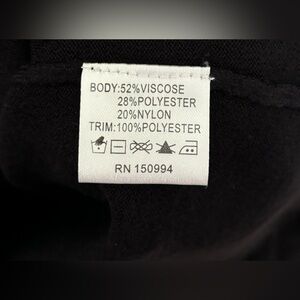 BODY:52%VISCOSE
28%POLYESTER
20%NYLON
TRIM:100%POLYESTER
RN 150994